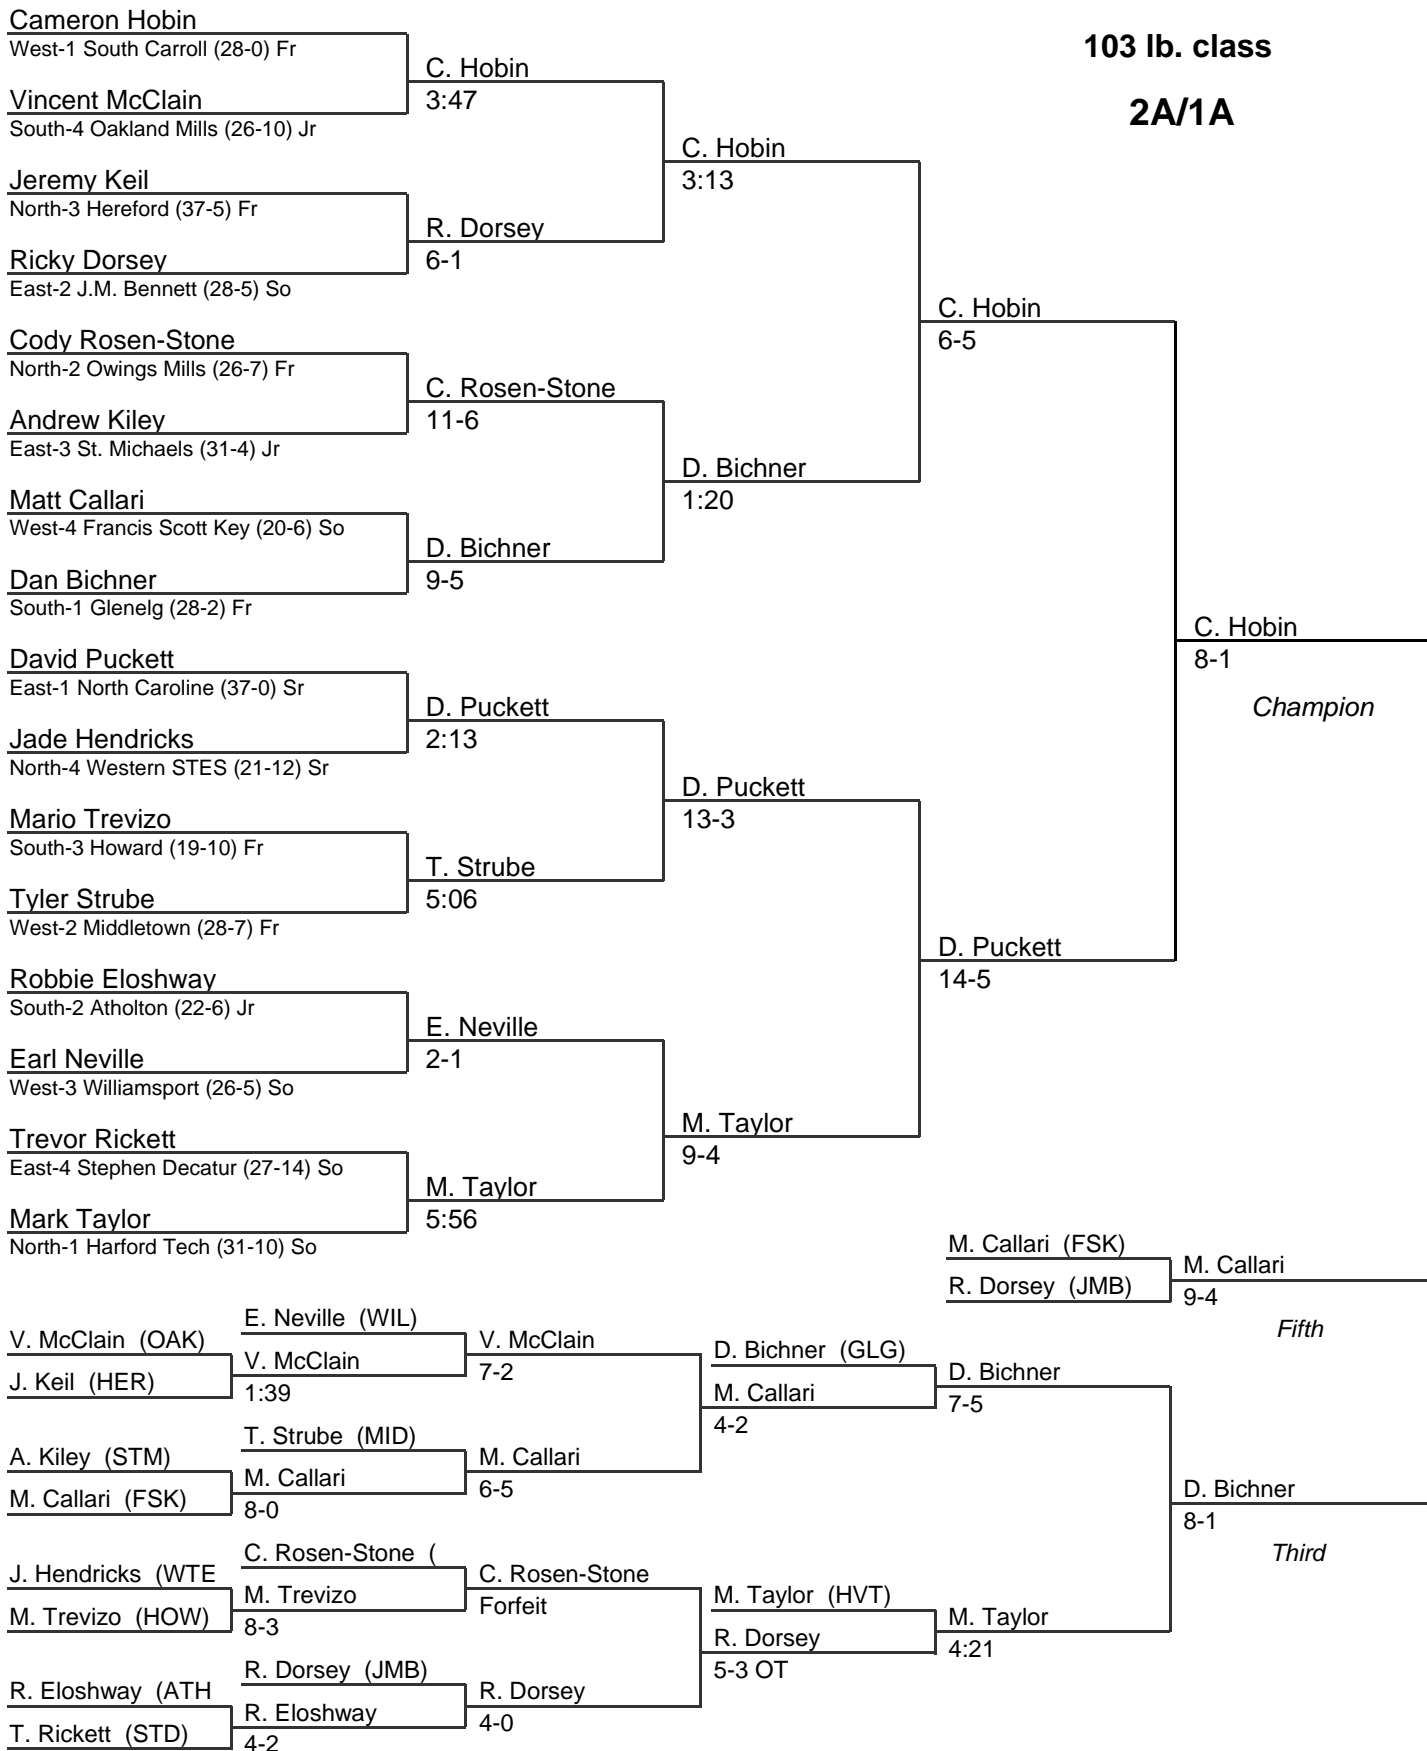 103 lb. class
2A/1A
Cameron Hobin
West-1 South Carroll (28-0) Fr
C. Hobin
3:47
Vincent McClain
South-4 Oakland Mills (26-10) Jr
C. Hobin
3:13
Jeremy Keil
North-3 Hereford (37-5) Fr
R. Dorsey
6-1
Ricky Dorsey
East-2 J.M. Bennett (28-5) So
C. Hobin
6-5
Cody Rosen-Stone
North-2 Owings Mills (26-7) Fr
C. Rosen-Stone
11-6
Andrew Kiley
East-3 St. Michaels (31-4) Jr
D. Bichner
1:20
Matt Callari
West-4 Francis Scott Key (20-6) So
D. Bichner
9-5
Dan Bichner
South-1 Glenelg (28-2) Fr
C. Hobin
8-1
Champion
David Puckett
East-1 North Caroline (37-0) Sr
D. Puckett
2:13
Jade Hendricks
North-4 Western STES (21-12) Sr
D. Puckett
13-3
Mario Trevizo
South-3 Howard (19-10) Fr
T. Strube
5:06
Tyler Strube
West-2 Middletown (28-7) Fr
D. Puckett
14-5
Robbie Eloshway
South-2 Atholton (22-6) Jr
E. Neville
2-1
Earl Neville
West-3 Williamsport (26-5) So
M. Taylor
9-4
Trevor Rickett
East-4 Stephen Decatur (27-14) So
M. Taylor
5:56
Mark Taylor
North-1 Harford Tech (31-10) So
M. Callari (FSK)
R. Dorsey (JMB)
M. Callari
9-4
Fifth
V. McClain (OAK)
J. Keil (HER)
E. Neville (WIL)
V. McClain
1:39
V. McClain
7-2
D. Bichner (GLG)
M. Callari
4-2
D. Bichner
7-5
A. Kiley (STM)
M. Callari (FSK)
T. Strube (MID)
M. Callari
8-0
M. Callari
6-5
D. Bichner
8-1
Third
J. Hendricks (WTE
M. Trevizo (HOW)
C. Rosen-Stone (
M. Trevizo
8-3
C. Rosen-Stone
Forfeit
M. Taylor (HVT)
R. Dorsey
5-3 OT
M. Taylor
4:21
R. Eloshway (ATH
T. Rickett (STD)
R. Dorsey (JMB)
R. Eloshway
4-2
R. Dorsey
4-0